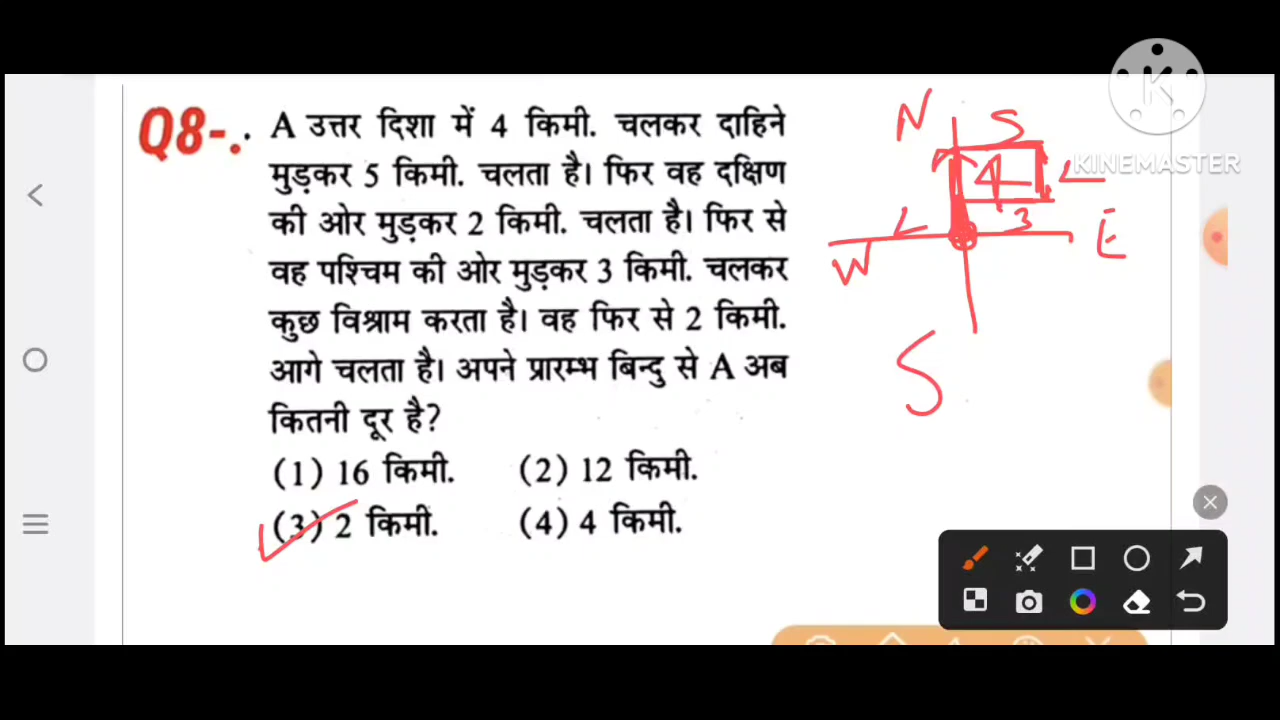 Q8-. . A उत्तर दिशा में 4 किमी. चलकर दाहिने
मुड़कर 5 किमी. चलता है। फिर वह दक्षिण
की ओर मुड़कर 2 किमी. चलता है। फिर से
वह पश्चिम की ओर मुड़कर 3 किमी. चलकर
कुछ विश्राम करता है। वह फिर से 2 किमी.
आगे चलता है। अपने प्रारम्भ बिन्दु से A अब
कितनी दूर है?
(1) 16 किमी. (2) 12 किमी.
(3) 2 किमी. (4) 4 किमी.
N
4
3
W
E
S
K
KINEMASTER